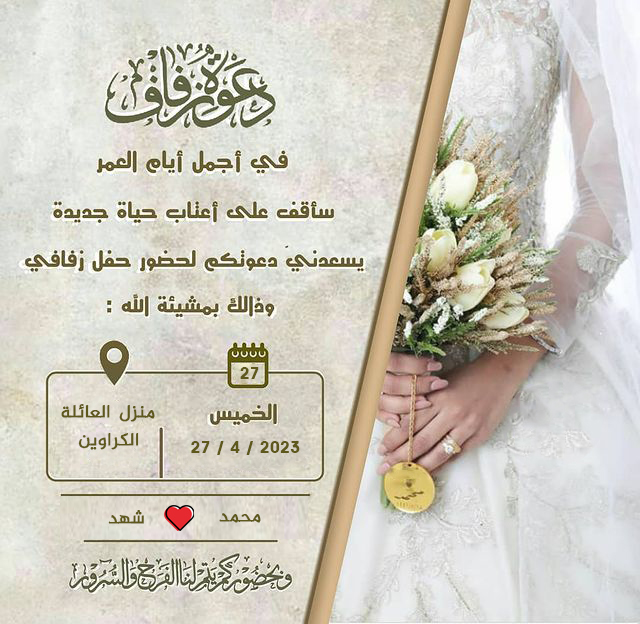 دعوة زفاف
في أجمل أيام العمر
سأقف على أعتاب حياة جديدة
يسعدنيَ دعوتكم لحضور حفل زفافي
وذالك بمشيئة الله :
27
الخميس
27 / 4 / 2023
منزل العائلة
الكراوين
محمد شهد
وبحضوركم يتم لنا الفرح والسرور